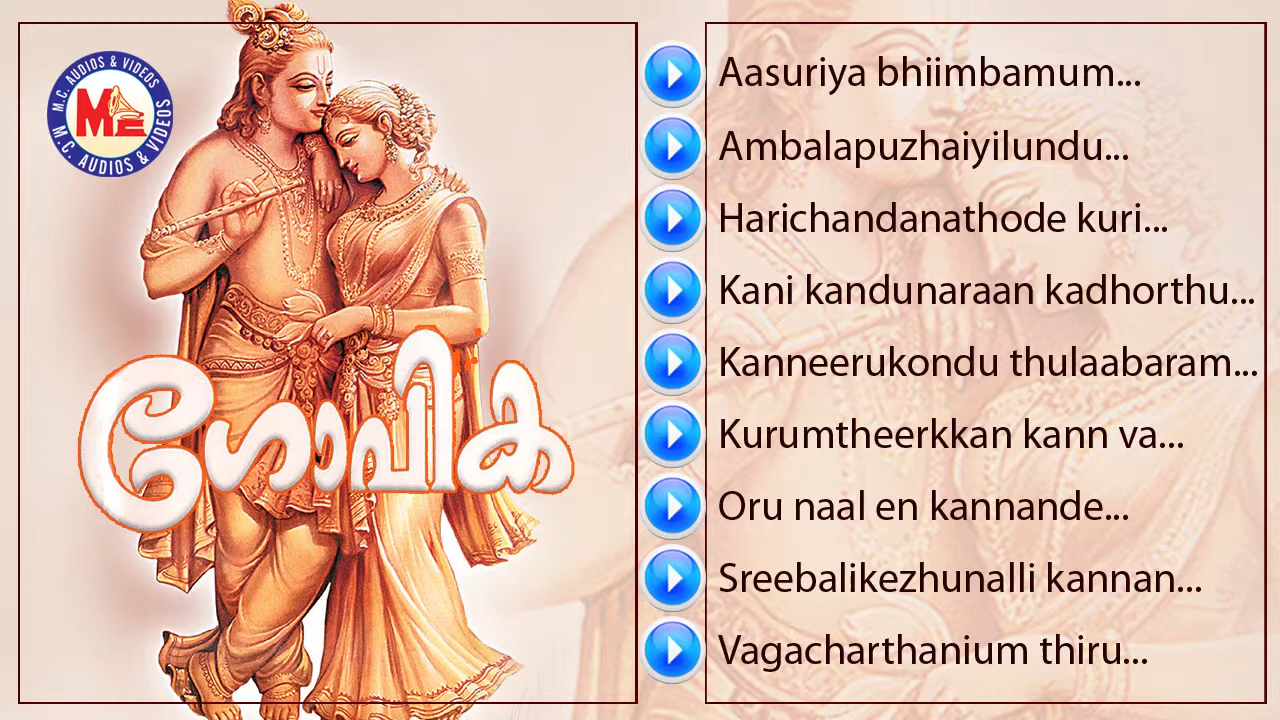 M.C. AUDIOS & VIDEOS
MC
M.C. AUDIOS & VIDEOS
ഗോപിക
Aasuriya bhiimbamum...
Ambalapuzhaiyilundu...
Harichandanathode kuri...
Kani kandunaraan kadhorthu...
Kanneerukondu thulaabaram...
Kurumtheerkkan kann va...
Oru naal en kannande...
Sreebalikezhunalli kannan...
Vagacharthanium thiru...